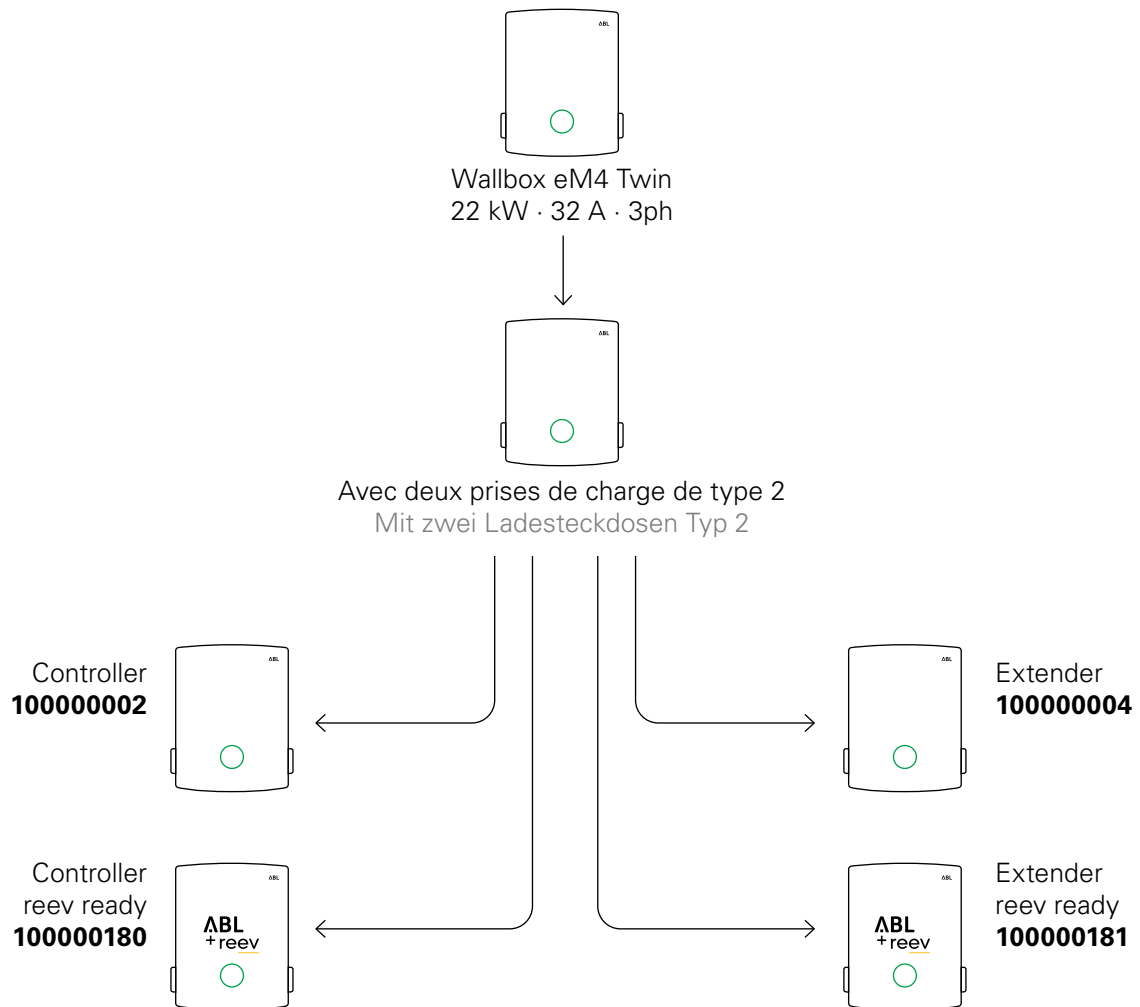 ABL
Wallbox eM4 Twin
22 kW · 32 A · 3ph
ABL
Avec deux prises de charge de type 2
Mit zwei Ladesteckdosen Typ 2
Controller
100000002
ABL
ABL
Extender
100000004
Controller
reev ready
100000180
ABL
ABL
+reev
ABL
ABL
+reev
Extender
reev ready
100000181